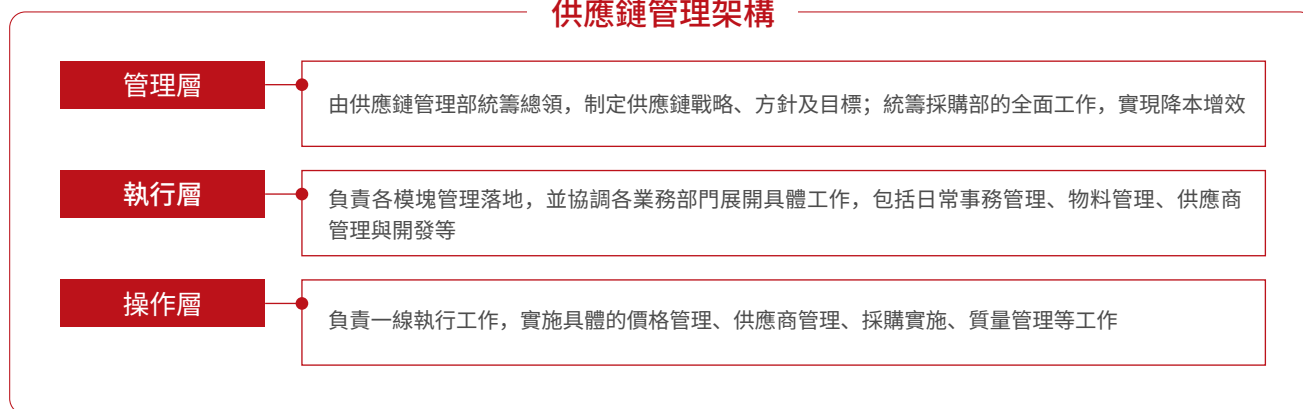 供應鏈管理架構
管理層
由供應鏈管理部統籌總領，制定供應鏈戰略、方針及目標；統籌採購部的全面工作，實現降本增效
執行層
負責各模塊管理落地，並協調各業務部門展開具體工作，包括日常事務管理、物料管理、供應商
管理與開發等
操作層
負責一線執行工作，實施具體的價格管理、供應商管理、採購實施、質量管理等工作